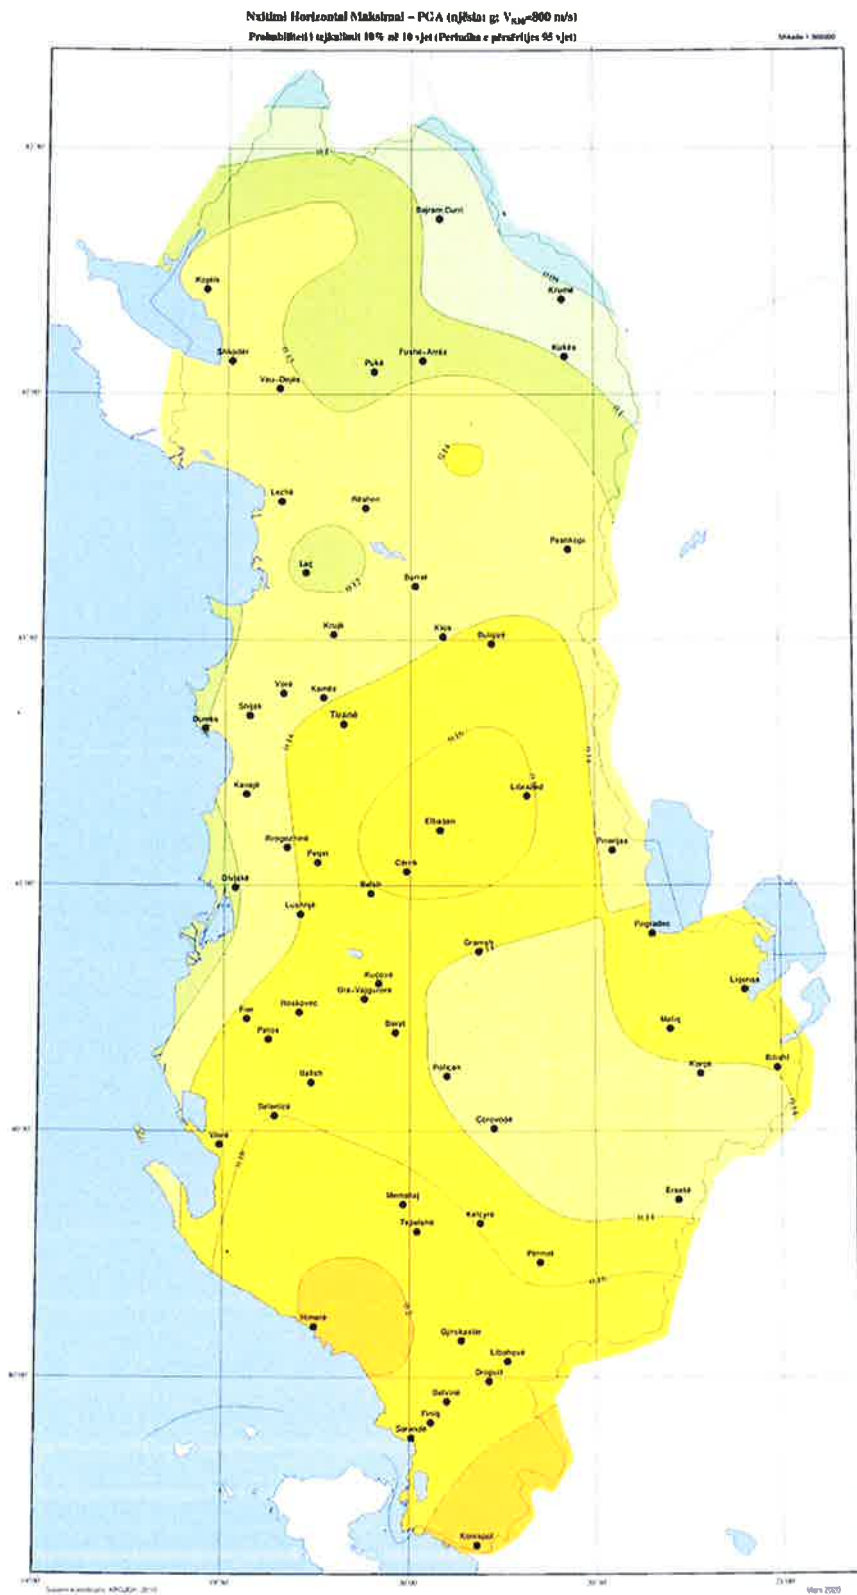 Nxitimi Horizontal Maksimal – PGA (njësia: g; V =800 m/s)
Probabiliteti i tejkalimit 10% në 10 vjet (Periudha e përsëritjes 95 vjet)
Bajram Curri
Koplik
Krumë
Shkodër
Pukë
Fushë-Arrëz
Kukës
Vau-Dejës
Lezhë
Rrëshen
Peshkopi
Laç
Burrel
Krujë
Klos
Bulqizë
Vorë
Kamëz
Shijak
Durrës
Tiranë
Kavajë
Librazhd
Elbasan
Rrogozhinë
Peqin
Cërrik
Prrenjas
Divjakë
Belsh
Lushnjë
Pogradec
Gramsh
Kuçovë
Ura-Vajgurore
Liqenas
Fier
Roskovec
Patos
Berat
Maliq
Ballsh
Poliçan
Korçë
Bilisht
Selenicë
Çorovodë
Vlorë
Memaliaj
Ersekë
Tepelenë
Këlcyrë
Përmet
Himarë
Gjirokastër
Libohovë
Dropull
Delvinë
Finiq
Sarandë
Konispol
Mars 2020